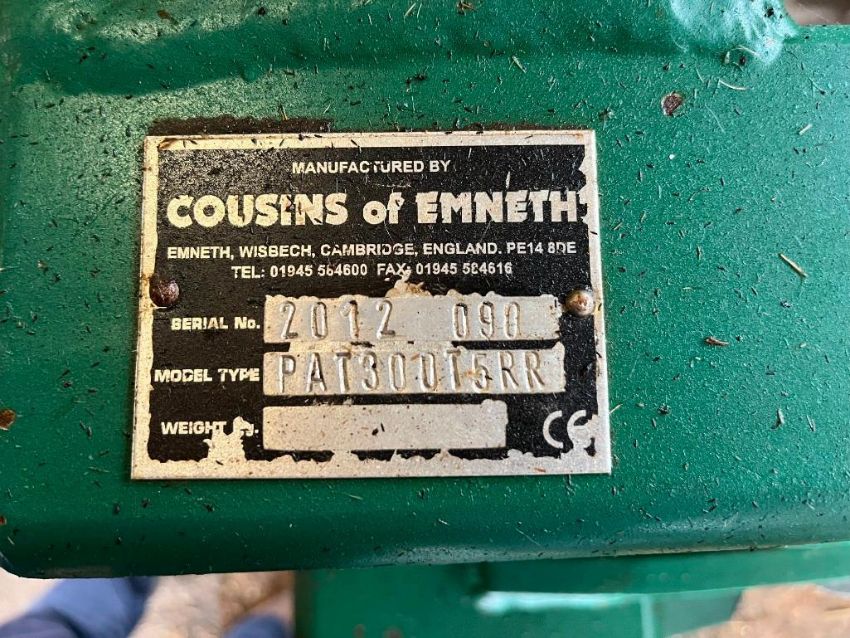 MANUFACTURED BY
COUSINS of EMNETH
EMNETH, WISBECH, CAMBRIDGE, ENGLAND. PE14 8DE
TEL: 01945 584600 FAX: 01945 584616
SERIAL No. 2012 090
MODEL TYPE PAT300T5RR
WEIGHT
CE